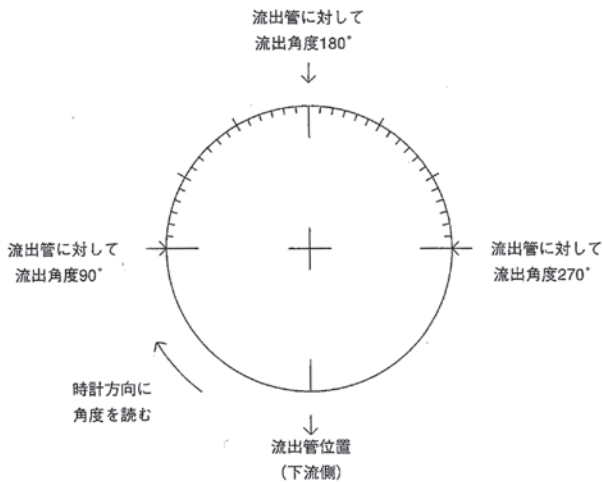 流出管に対して
流出角度180°
流出管に対して
流出角度90°
流出管に対して
流出角度270°
時計方向に
角度を読む
流出管位置
(下流側)